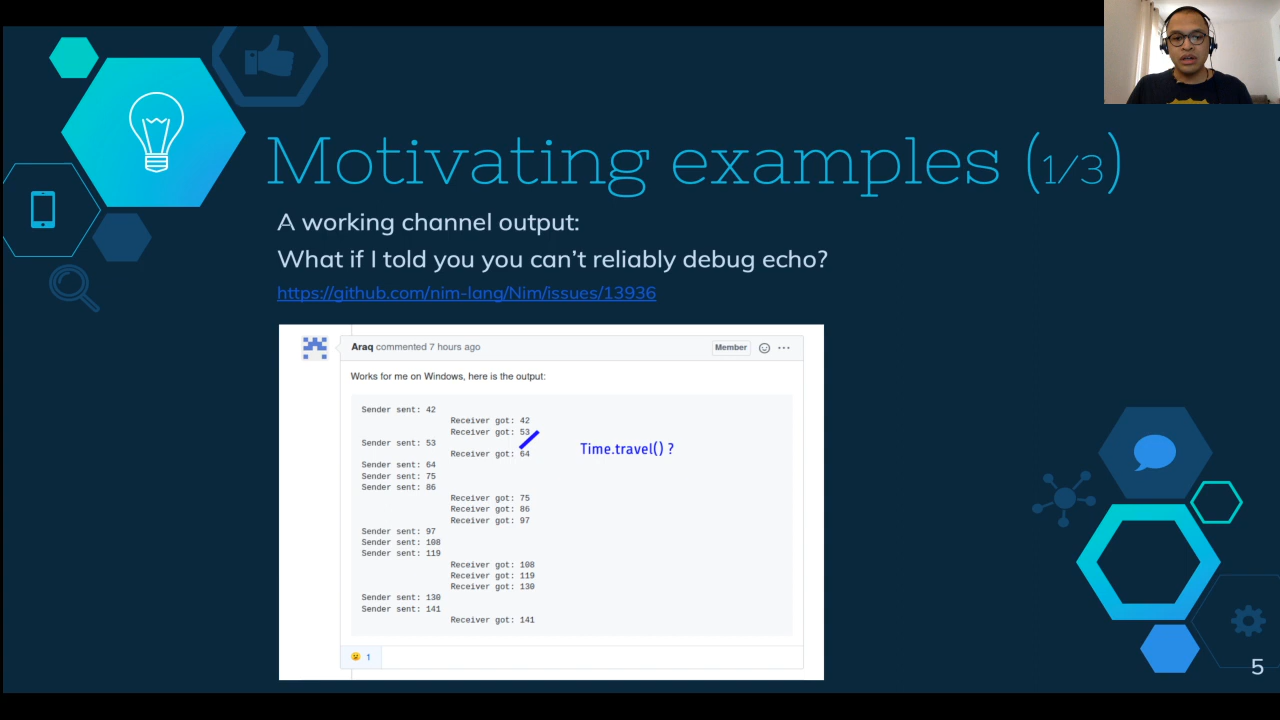 Motivating examples (1/3)
A working channel output:
What if I told you you can't reliably debug echo?
https://github.com/nim-lang/Nim/issues/13936
Araq commented 7 hours ago
Member
Works for me on Windows, here is the output:
Sender sent: 42
Receiver got: 42
Receiver got: 53
Sender sent: 53
Receiver got: 64
Time.travel() ?
Sender sent: 64
Sender sent: 75
Sender sent: 86
Receiver got: 75
Receiver got: 86
Receiver got: 97
Sender sent: 97
Sender sent: 108
Sender sent: 119
Receiver got: 108
Receiver got: 119
Receiver got: 130
Sender sent: 130
Sender sent: 141
Receiver got: 141
1
5